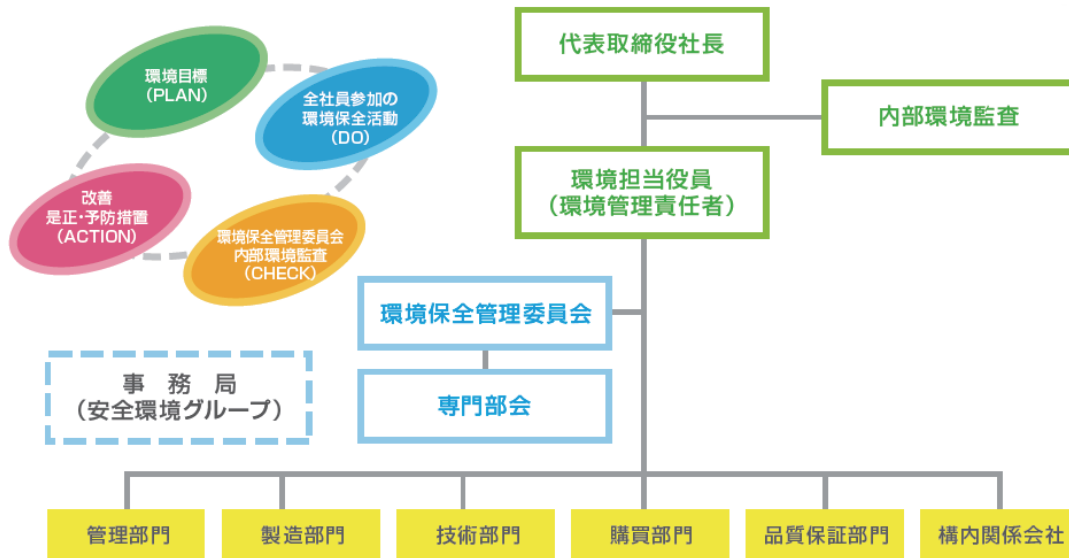 環境目標
(PLAN)
全社員参加の
環境保全活動
(DO)
改善
是正・予防措置
(ACTION)
環境保全管理委員会
内部環境監査
(CHECK)
代表取締役社長
内部環境監査
環境担当役員
(環境管理責任者)
環境保全管理委員会
専門部会
事 務 局
(安全環境グループ)
管理部門
製造部門
技術部門
購買部門
品質保証部門
構内関係会社